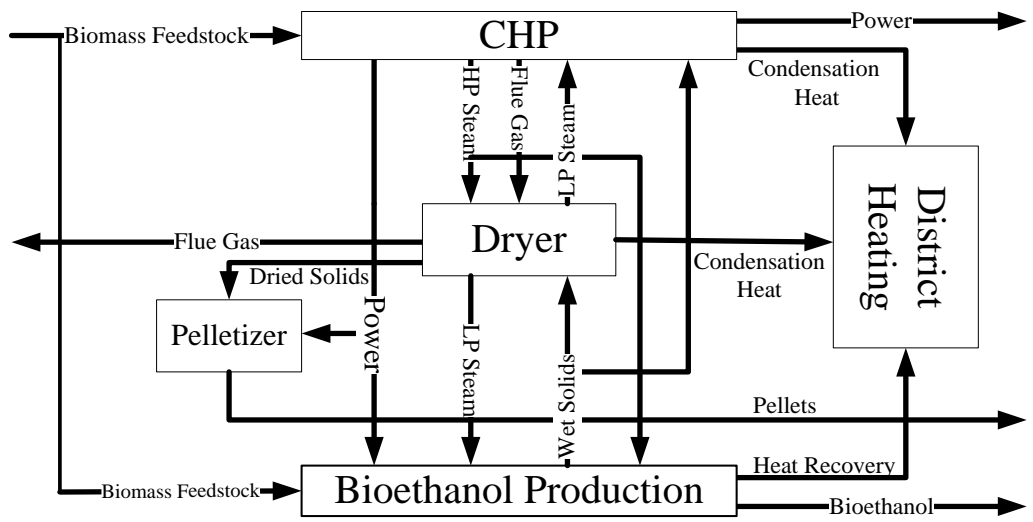 Power
Biomass Feedstock
CHP
Condensation
Heat
HP Steam
Flue Gas
LP Steam
District
Heating
Dryer
Flue Gas
Condensation
Heat
Dried Solids
Pelletizer
Power
LP Steam
Wet Solids
Pellets
Heat Recovery
Biomass Feedstock
Bioethanol Production
Bioethanol